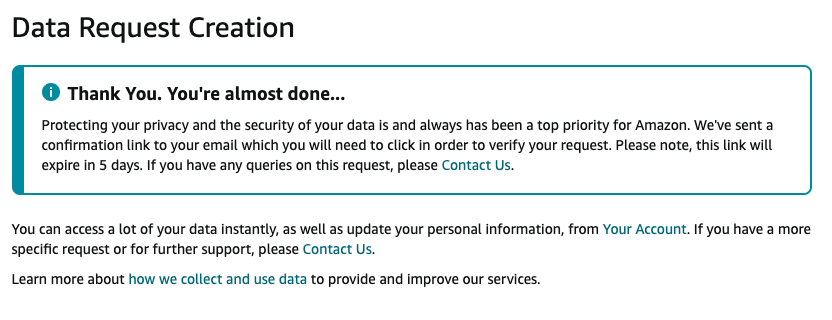 Data Request Creation
Thank You. You're almost done...
Protecting your privacy and the security of your data is and always has been a top priority for Amazon. We've sent a
confirmation link to your email which you will need to click in order to verify your request. Please note, this link will
expire in 5 days. If you have any queries on this request, please Contact Us.
You can access a lot of your data instantly, as well as update your personal information, from Your Account. If you have a more
specific request or for further support, please Contact Us.
Learn more about how we collect and use data to provide and improve our services.